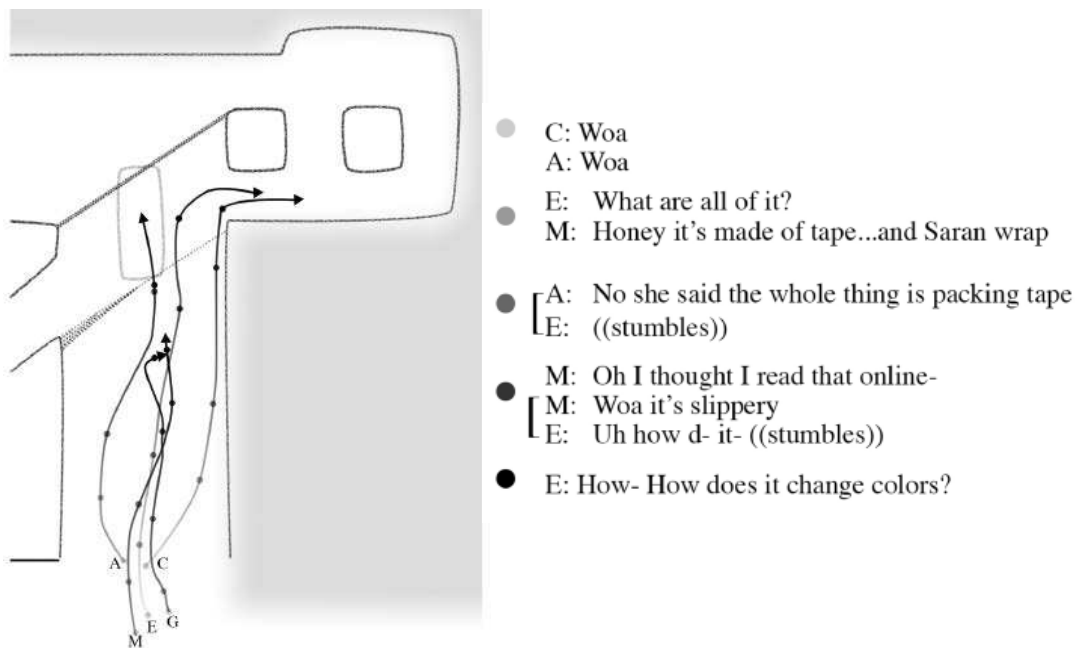 C: Woa
A: Woa
E: What are all of it?
M: Honey it's made of tape...and Saran wrap
A: No she said the whole thing is packing tape
E: ((stumbles))
M: Oh I thought I read that online-
M: Woa it's slippery
E: Uh how d- it- ((stumbles))
E: How- How does it change colors?
A
C
E
G
M